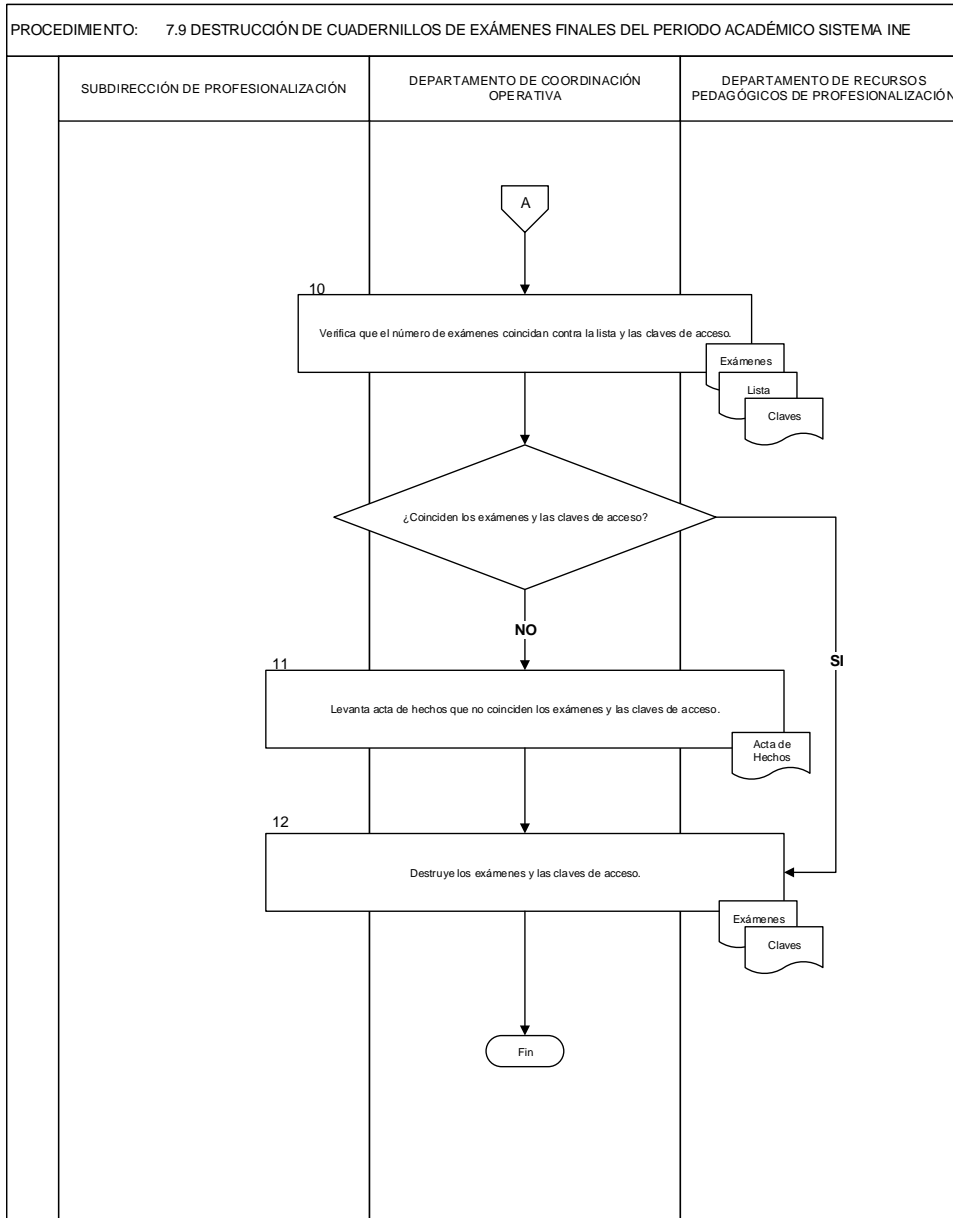 PROCEDIMIENTO: 7.9 DESTRUCCIÓN DE CUADERNILLOS DE EXÁMENES FINALES DEL PERIODO ACADÉMICO SISTEMA INE
SUBDIRECCIÓN DE PROFESIONALIZACIÓN
DEPARTAMENTO DE COORDINACIÓN
OPERATIVA
DEPARTAMENTO DE RECURSOS
PEDAGÓGICOS DE PROFESIONALIZACIÓN
A
10
Verifica que el número de exámenes coincidan contra la lista y las claves de acceso.
Exámenes
Lista
Claves
¿Coinciden los exámenes y las claves de acceso?
NO
SI
11
Levanta acta de hechos que no coinciden los exámenes y las claves de acceso.
Acta de
Hechos
12
Destruye los exámenes y las claves de acceso.
Exámenes
Claves
Fin